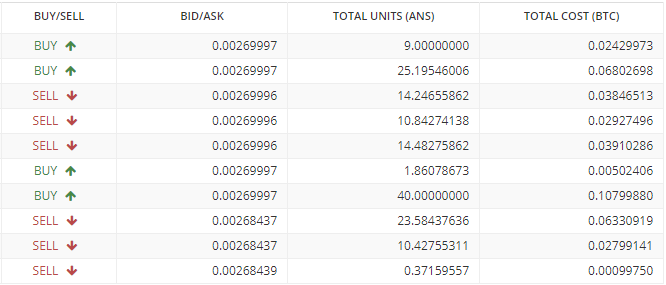 BUY/SELL BID/ASK TOTAL UNITS (ANS) TOTAL COST (BTC)
BUY 0.00269997 9.00000000 0.02429973
BUY 0.00269997 25.19546006 0.06802698
SELL 0.00269996 14.24655862 0.03846513
SELL 0.00269996 10.84274138 0.02927496
SELL 0.00269996 14.48275862 0.03910286
BUY 0.00269997 1.86078673 0.00502406
BUY 0.00269997 40.00000000 0.10799880
SELL 0.00268437 23.58437636 0.06330919
SELL 0.00268437 10.42755311 0.02799141
SELL 0.00268439 0.37159557 0.00099750